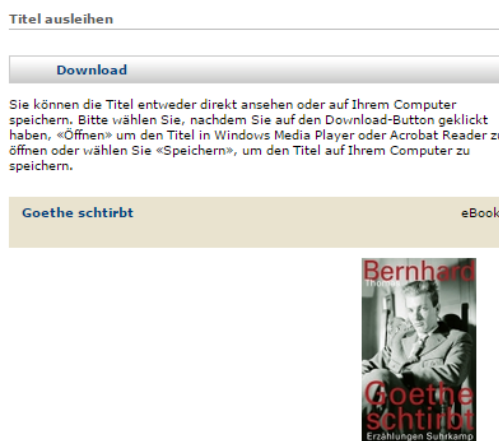 Titel ausleihen
Download
Sie können die Titel entweder direkt ansehen oder auf Ihrem Computer
speichern. Bitte wählen Sie, nachdem Sie auf den Download-Button geklickt
haben, «Öffnen» um den Titel in Windows Media Player oder Acrobat Reader zu
öffnen oder wählen Sie «Speichern», um den Titel auf Ihrem Computer zu
speichern.
Goethe schtirbt eBook
Bernhard
Thomas
Goethe
schtirbt
Erzählungen Suhrkamp